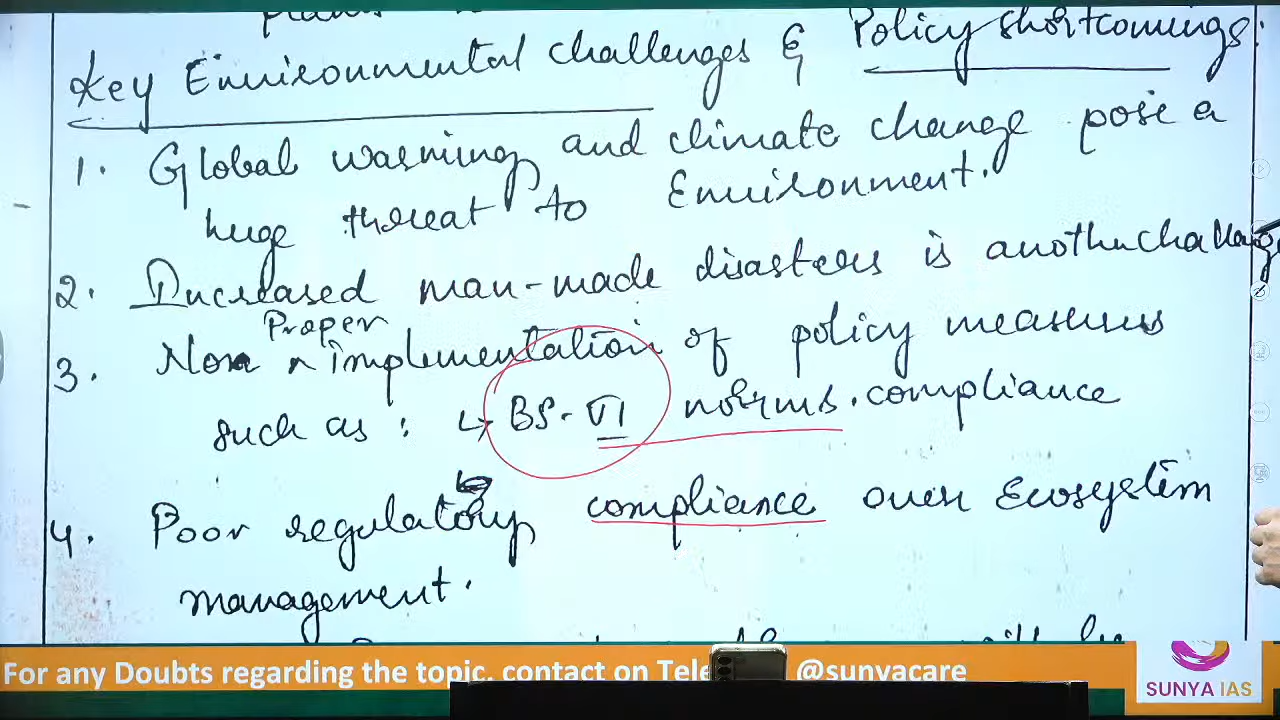 Key Environmental challenges & Policy shortcomings:
1. Global warming and climate change pose a
huge threat to Environment.
2. Increased man-made disasters is another challenge
Proper
3. Non ^ implementation of policy measures
such as : ↳ BS-VI norms. compliance
4. Poor regulatory compliance over Ecosystem
management.
For any Doubts regarding the topic, contact on Tele @sunyacare
SUNYA IAS